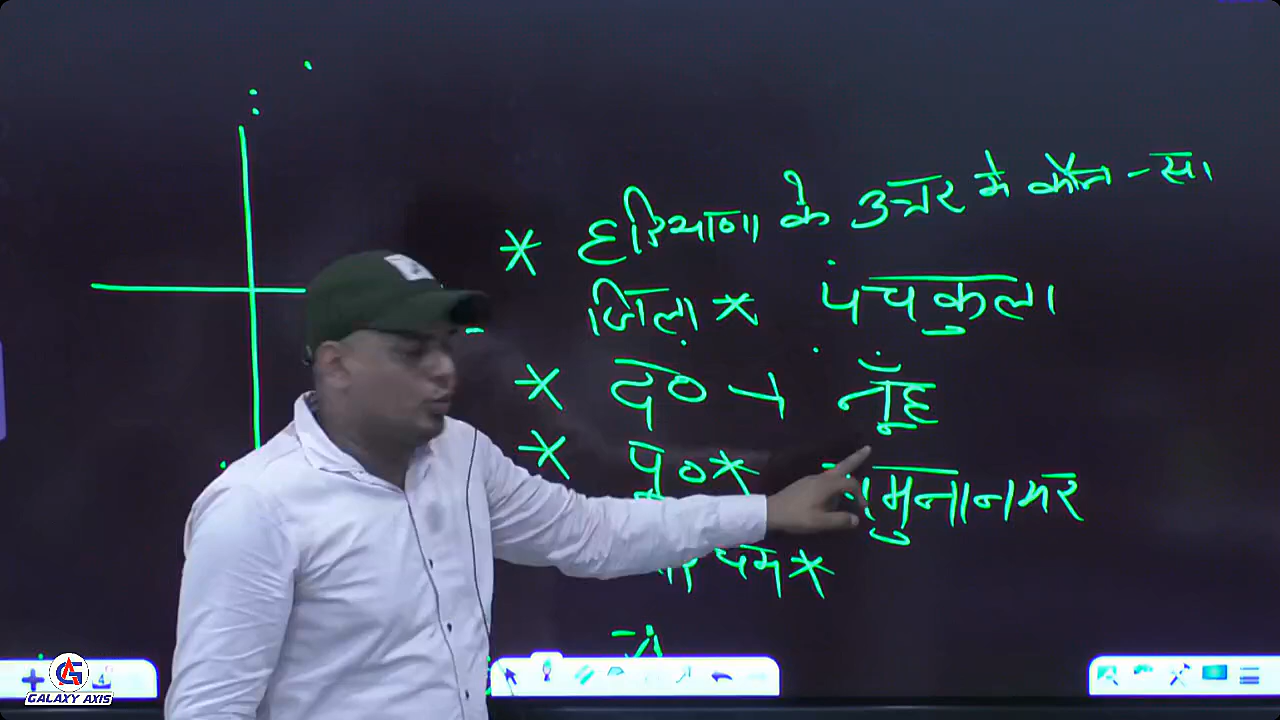 * हरियाणा के उत्तर मे कौन - सा
जिला * पंचकुला
* द० → नूँह
* पू० * यमुनानगर
*
GALAXY AXIS